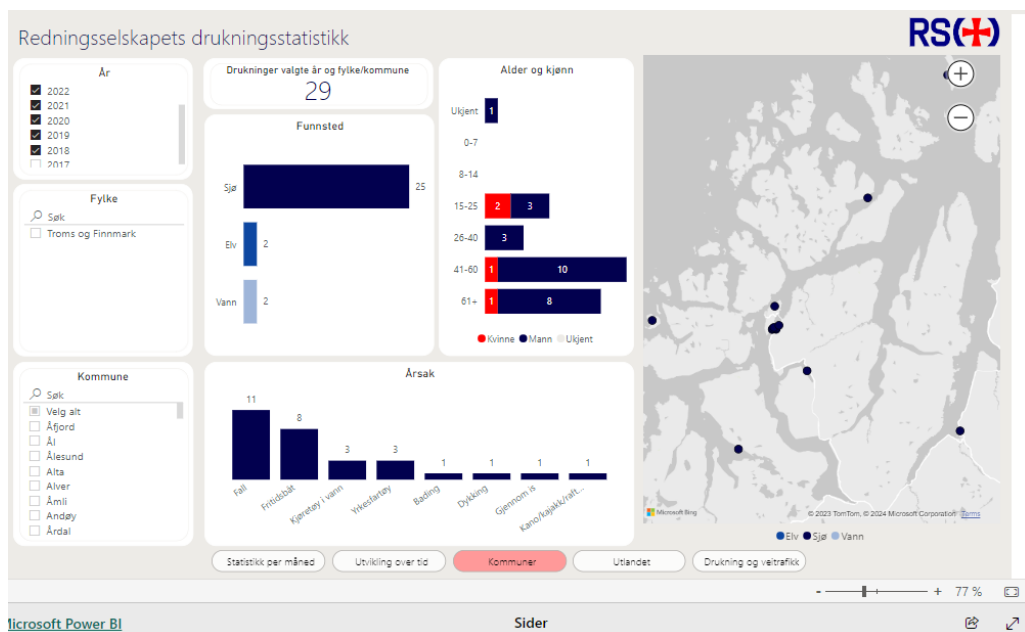 Redningsselskapets drukningsstatistikk
RS(+)
År
2022
2021
2020
2019
2018
2017
Fylke
Søk
Troms og Finnmark
Kommune
Søk
Velg alt
Åfjord
Ål
Ålesund
Alta
Alver
Åmli
Andøy
Årdal
Drukninger valgte år og fylke/kommune
29
Funnsted
Sjø 25
Elv 2
Vann 2
Alder og kjønn
Ukjent 1
0-7
8-14
15-25 2 3
26-40 3
41-60 1 10
61+ 1 8
Kvinne Mann Ukjent
Årsak
11 8 3 3 1 1 1 1
Fall Fritidsbåt Kjøretøy i vann Yrkesfartøy Bading Dykking Gjennom is Kano/kajakk/raft...
Microsoft Bing
© 2023 TomTom, © 2024 Microsoft Corporation Terms
Elv Sjø Vann
Statistikk per måned Utvikling over tid Kommuner Utlandet Drukning og veitrafikk
- + 77 %
Microsoft Power BI
Sider